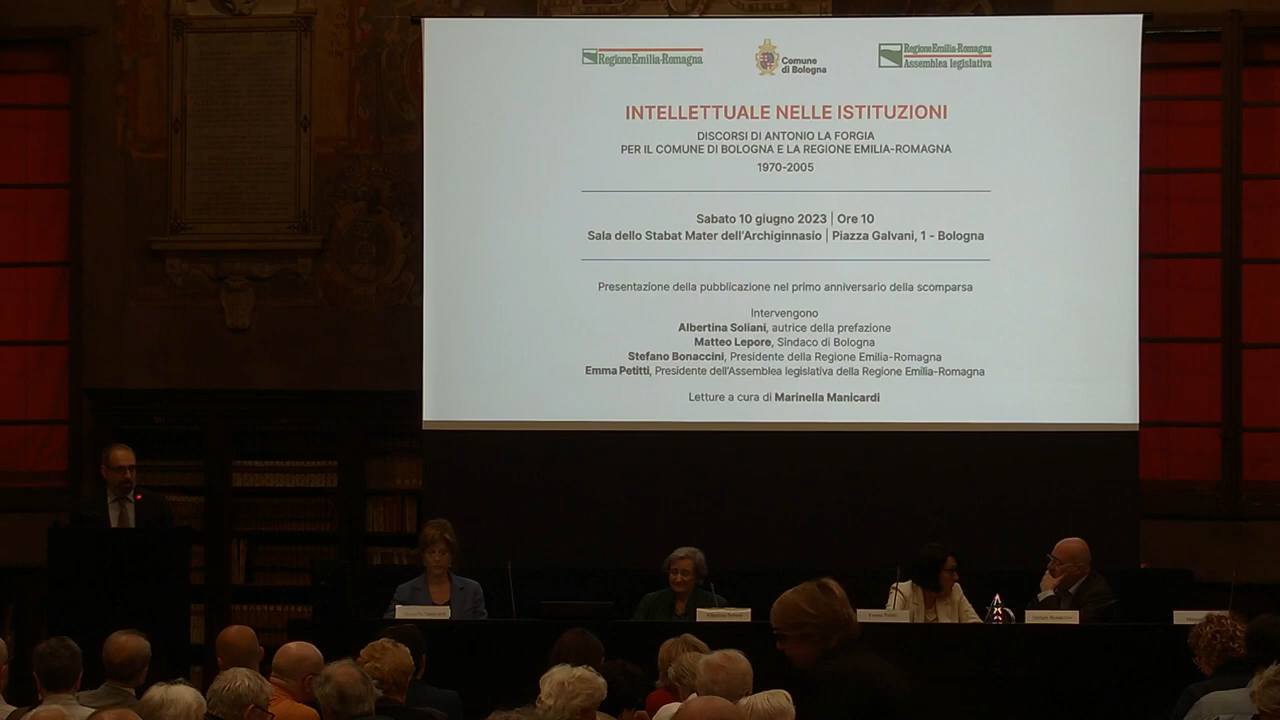 RegioneEmilia-Romagna
Comune
di Bologna
RegioneEmilia-Romagna
Assemblea legislativa
INTELLETTUALE NELLE ISTITUZIONI
DISCORSI DI ANTONIO LA FORGIA
PER IL COMUNE DI BOLOGNA E LA REGIONE EMILIA-ROMAGNA
1970-2005
Sabato 10 giugno 2023 | Ore 10
Sala dello Stabat Mater dell'Archiginnasio | Piazza Galvani, 1 - Bologna
Presentazione della pubblicazione nel primo anniversario della scomparsa
Intervengono
Albertina Soliani, autrice della prefazione
Matteo Lepore, Sindaco di Bologna
Stefano Bonaccini, Presidente della Regione Emilia-Romagna
Emma Petitti, Presidente dell'Assemblea legislativa della Regione Emilia-Romagna
Letture a cura di Marinella Manicardi